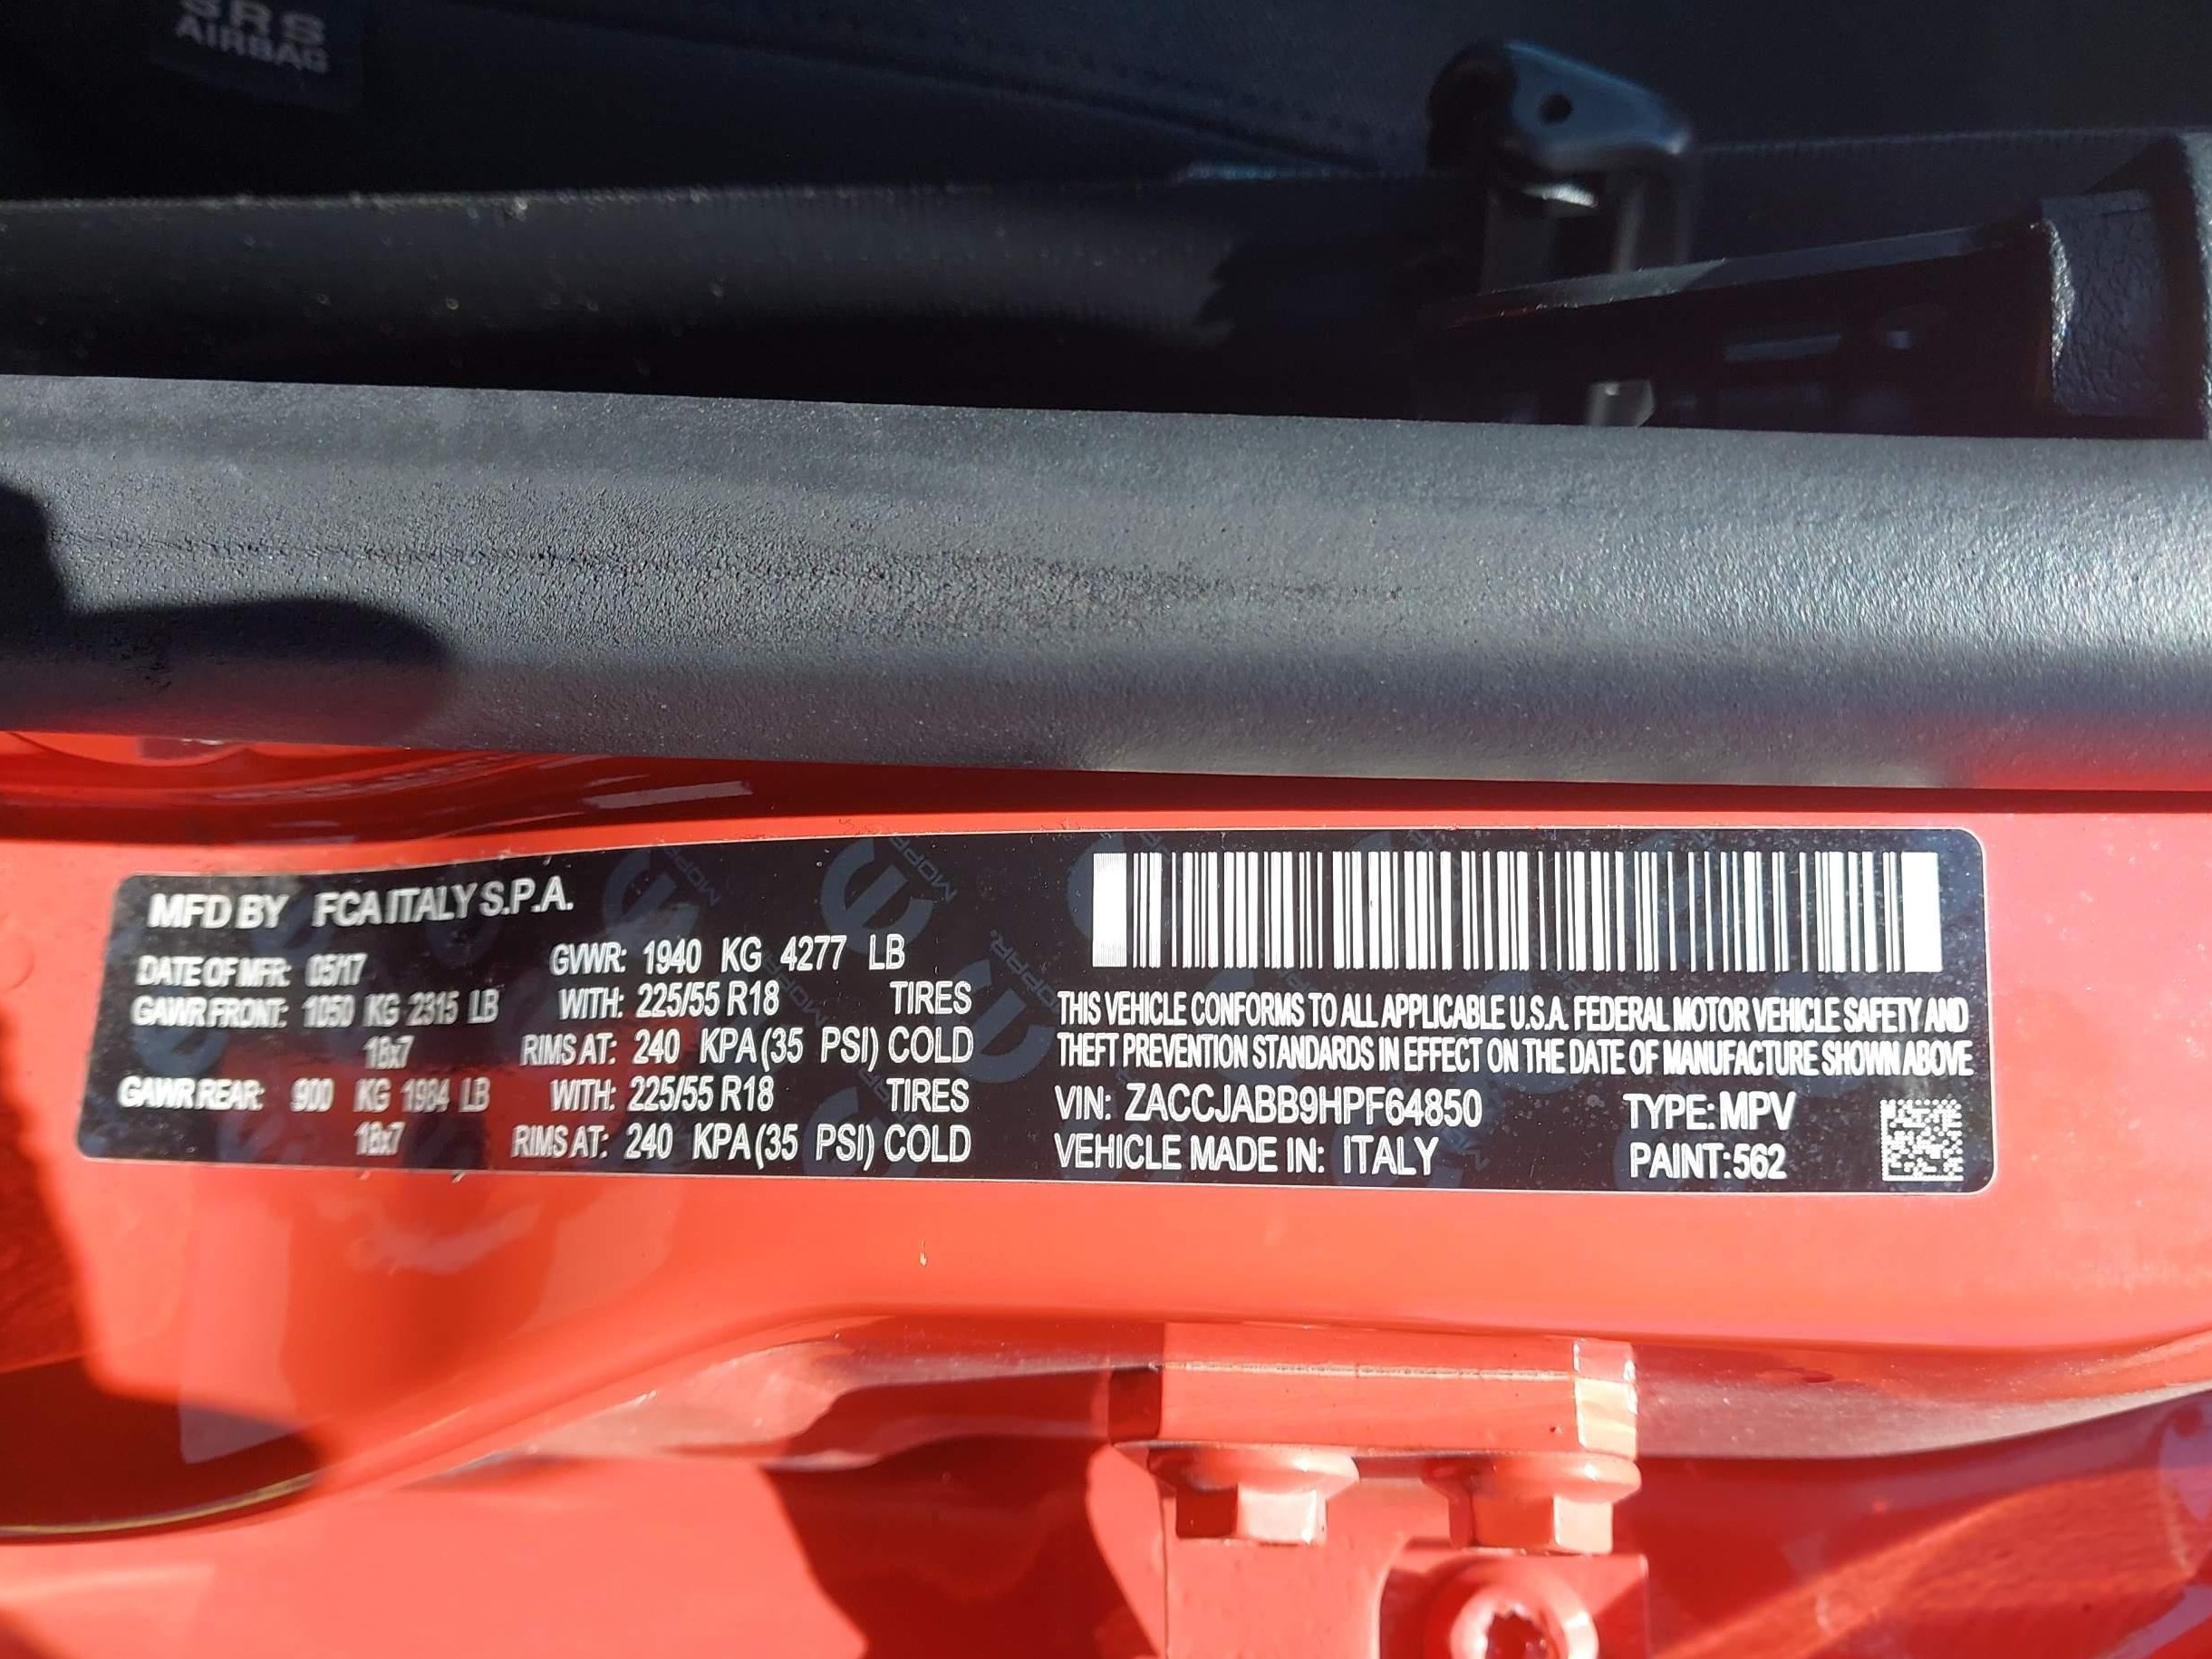 SRS
AIRBAG
MFD BY FCA ITALY S.P.A.
DATE OF MFR: 05/17 GVWR: 1940 KG 4277 LB
GAWR FRONT: 1050 KG 2315 LB WITH: 225/55 R18 TIRES
18x7 RIMS AT: 240 KPA (35 PSI) COLD
GAWR REAR: 900 KG 1984 LB WITH: 225/55 R18 TIRES
18x7 RIMS AT: 240 KPA (35 PSI) COLD
THIS VEHICLE CONFORMS TO ALL APPLICABLE U.S.A. FEDERAL MOTOR VEHICLE SAFETY AND
THEFT PREVENTION STANDARDS IN EFFECT ON THE DATE OF MANUFACTURE SHOWN ABOVE
VIN: ZACCJABB9HPF64850 TYPE: MPV
VEHICLE MADE IN: ITALY PAINT: 562
MOPAR